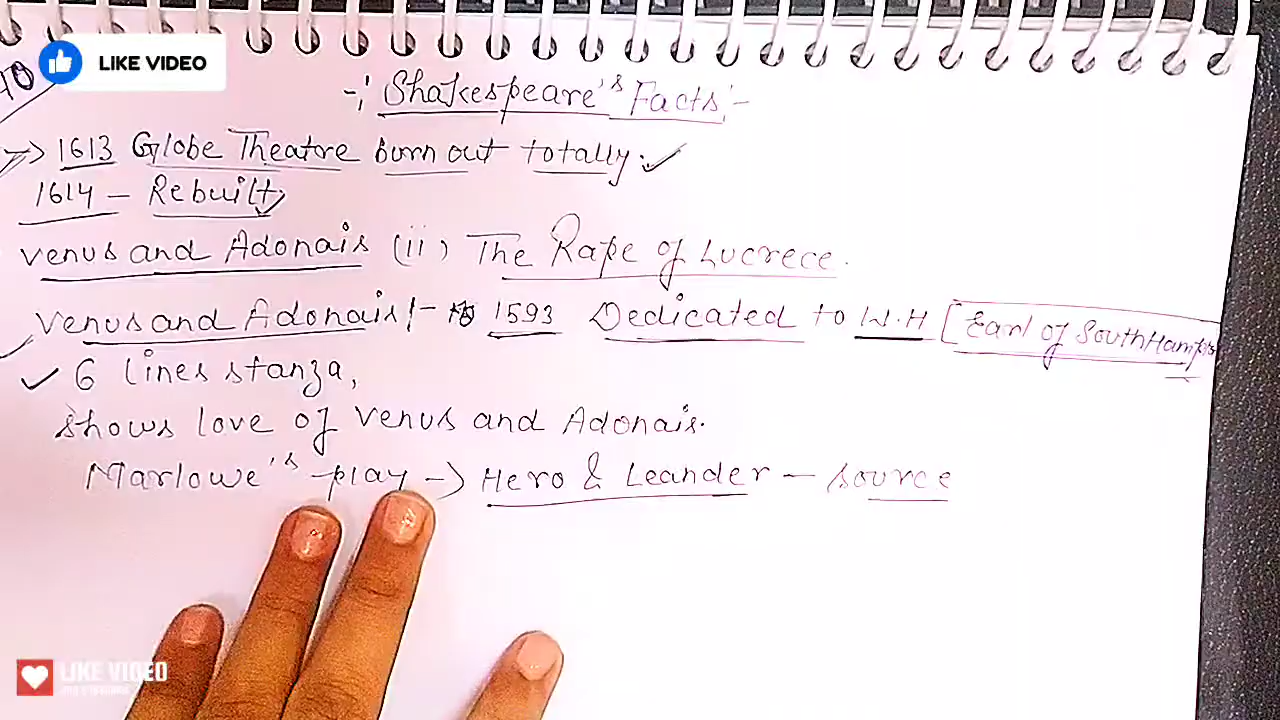 LIKE VIDEO
10
-: Shakespeare's Facts :-
→ 1613 Globe Theatre burn out totally. ✓
1614 – Rebuilt
Venus and Adonais (ii) The Rape of Lucrece.
Venus and Adonais :- 1593 Dedicated to W.H [Earl of SouthHampton
✓ 6 lines stanza,
shows love of Venus and Adonais.
Marlowe's play → Hero & Leander – source
LIKE VIDEO